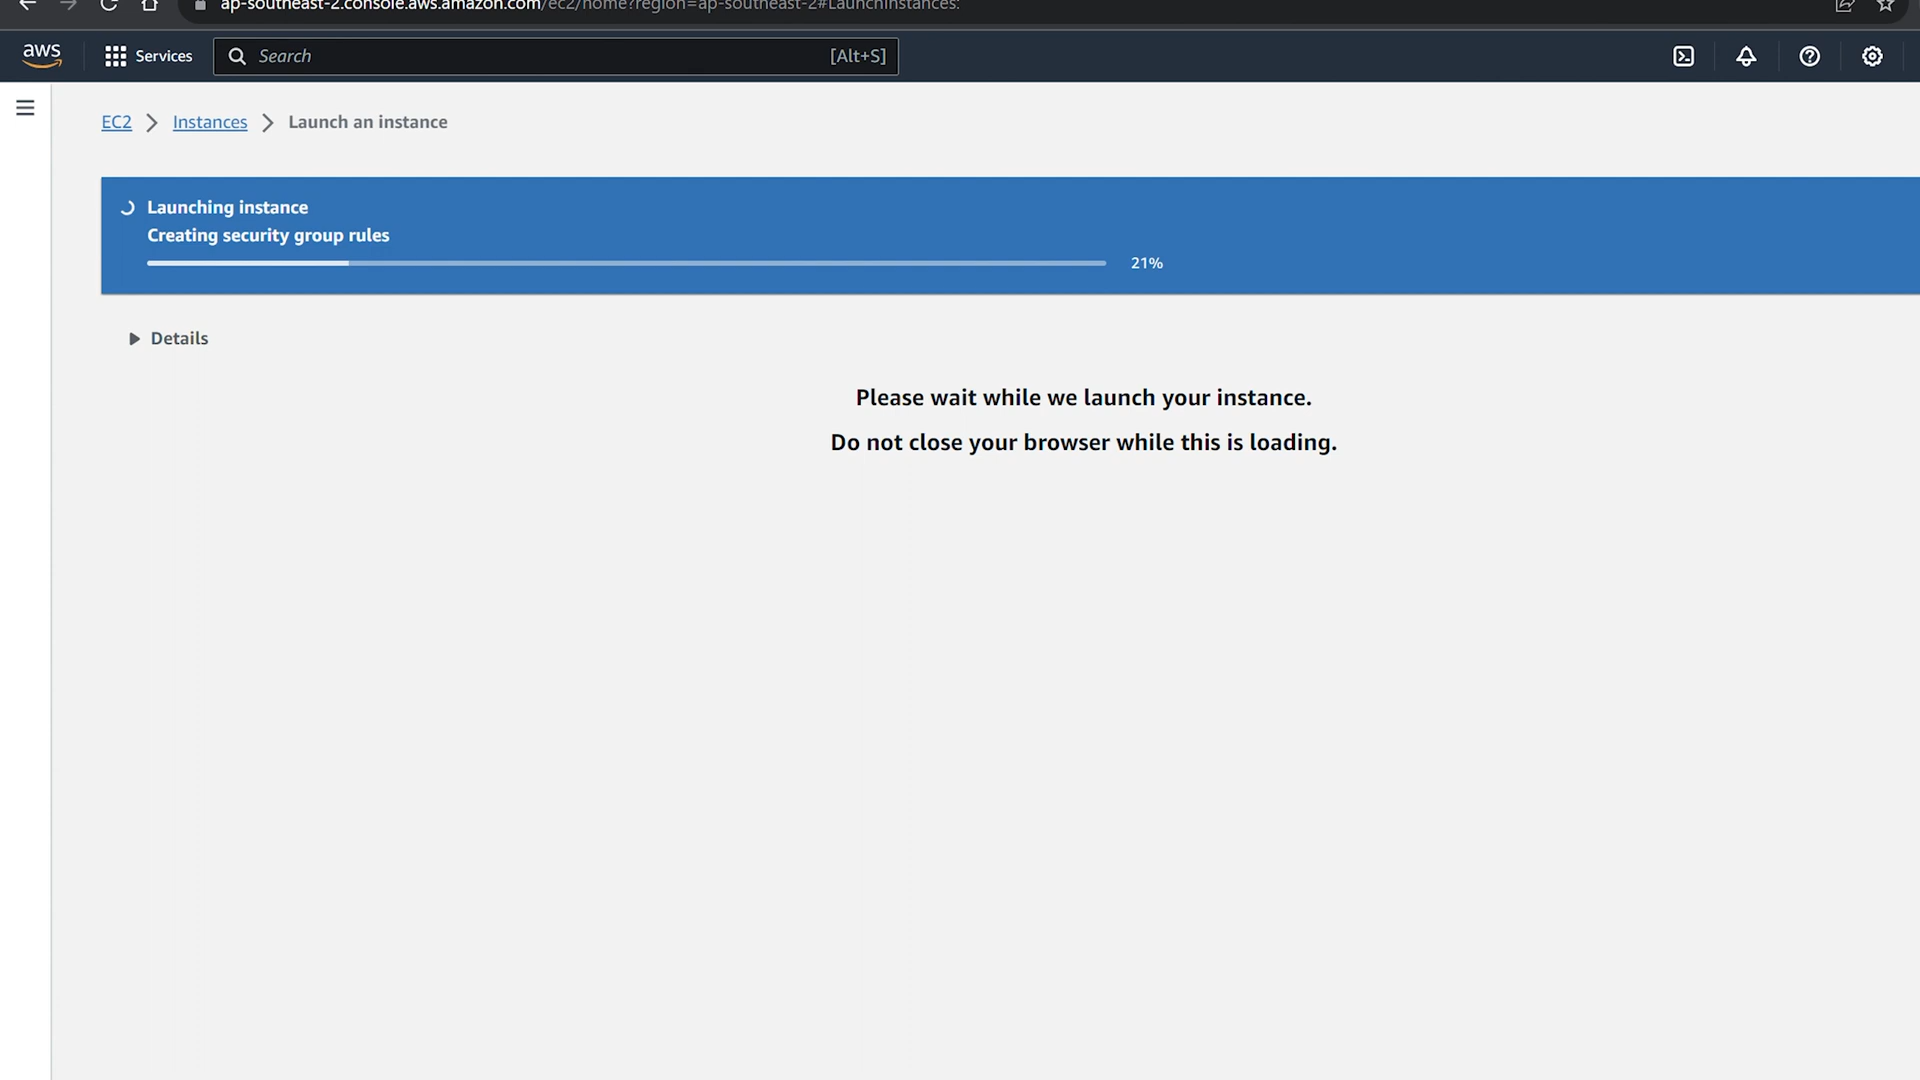 ap-southeast-2.console.aws.amazon.com/ec2/home?region=ap-southeast-2#LaunchInstances:
aws
Services
Search
[Alt+S]
EC2 > Instances > Launch an instance
Launching instance
Creating security group rules
21%
Details
Please wait while we launch your instance.
Do not close your browser while this is loading.